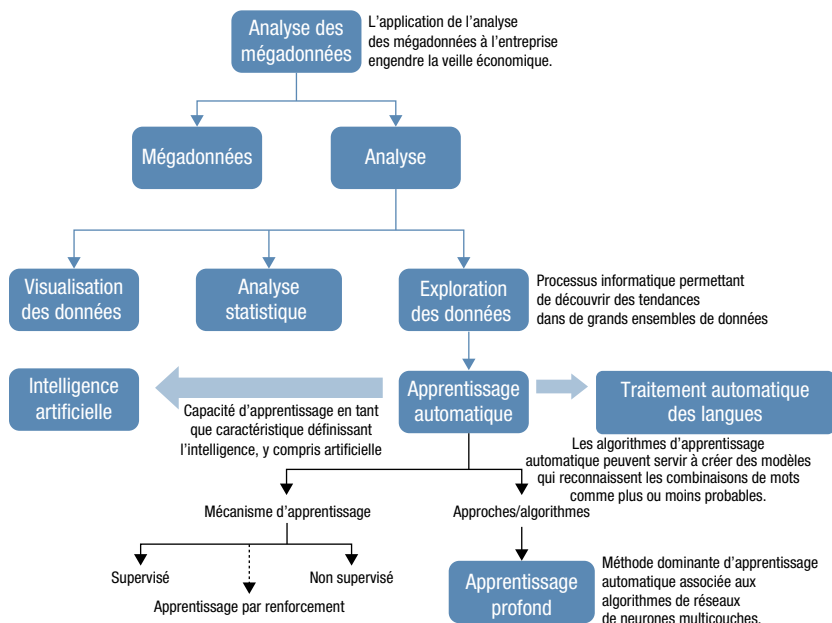 Analyse des
mégadonnées
L'application de l'analyse
des mégadonnées à l'entreprise
engendre la veille économique.
Mégadonnées
Analyse
Visualisation
des données
Analyse
statistique
Exploration
des données
Processus informatique permettant
de découvrir des tendances
dans de grands ensembles de données
Intelligence
artificielle
Capacité d'apprentissage en tant
que caractéristique définissant
l'intelligence, y compris artificielle
Apprentissage
automatique
Traitement automatique
des langues
Les algorithmes d'apprentissage
automatique peuvent servir à créer des modèles
qui reconnaissent les combinaisons de mots
comme plus ou moins probables.
Mécanisme d'apprentissage
Approches/algorithmes
Supervisé
Non supervisé
Apprentissage par renforcement
Apprentissage
profond
Méthode dominante d'apprentissage
automatique associée aux
algorithmes de réseaux
de neurones multicouches.